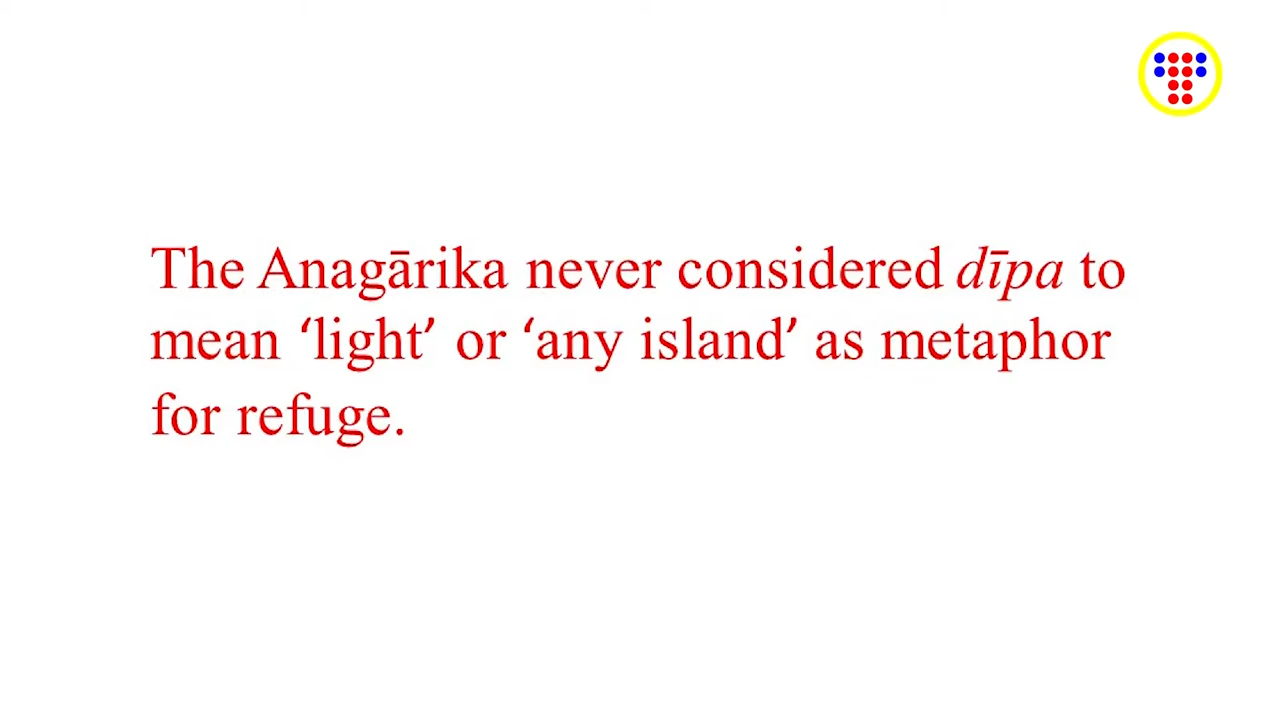 The Anagārika never considered dīpa to
mean ‘light’ or ‘any island’ as metaphor
for refuge.